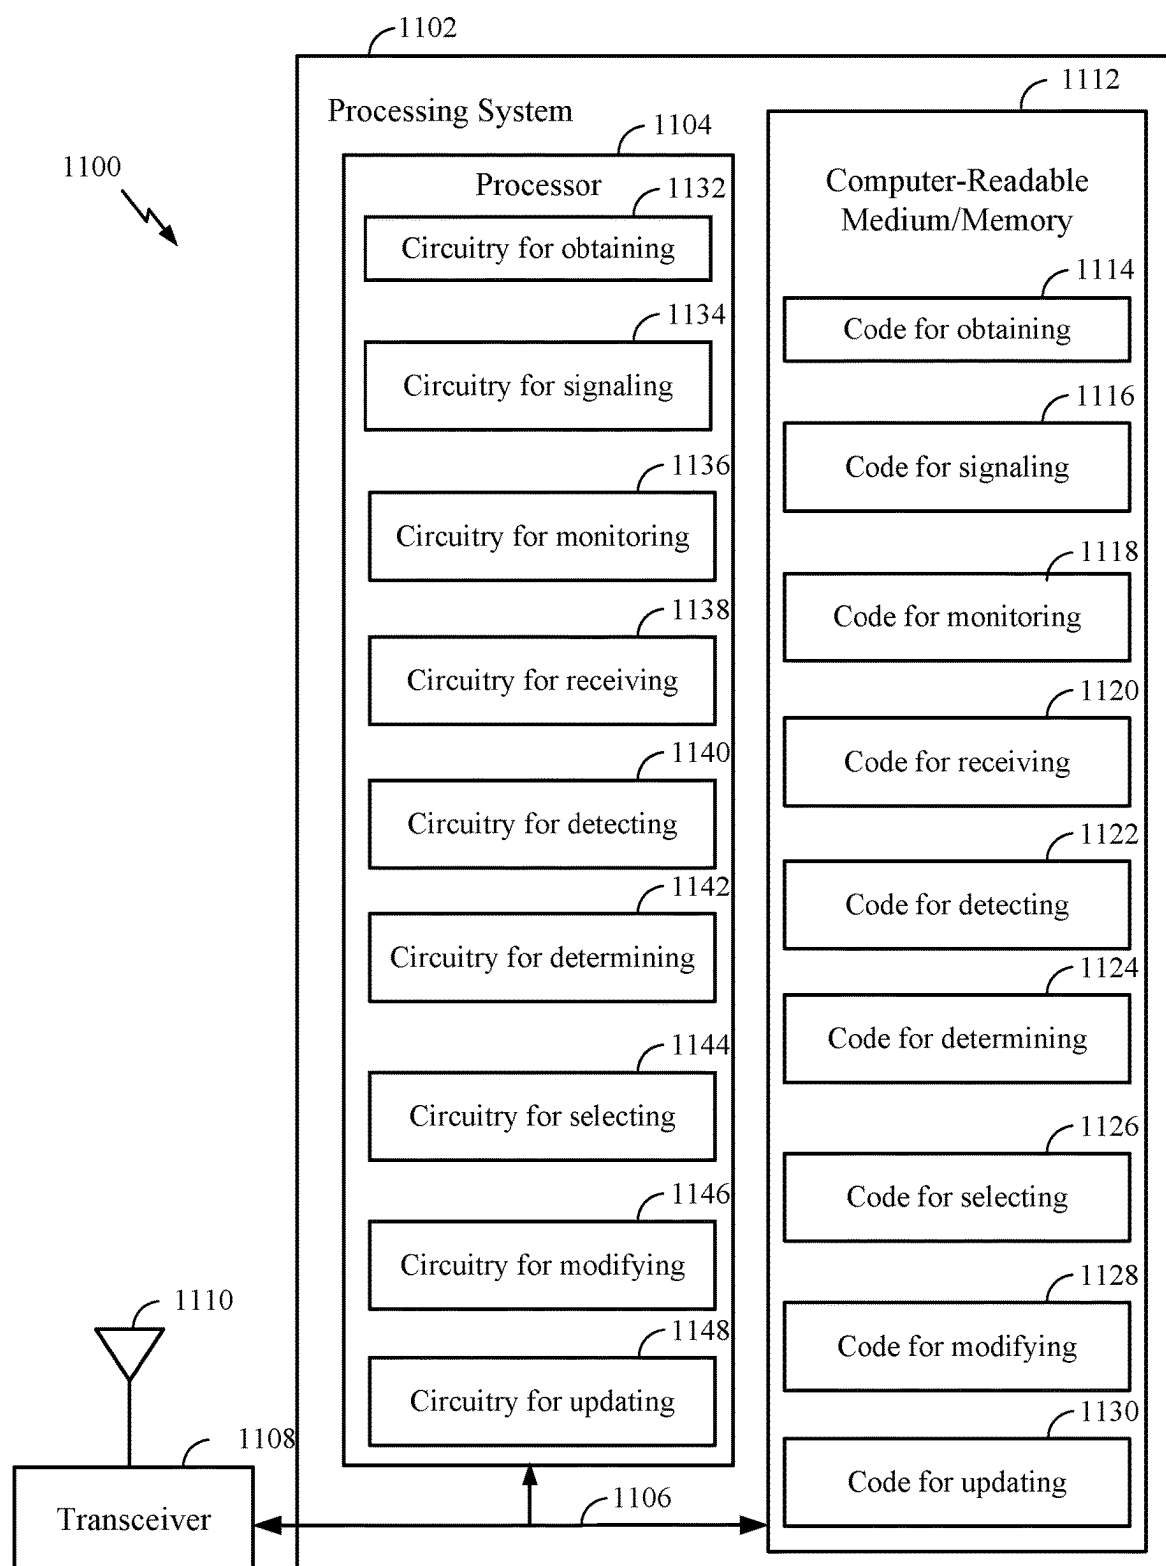 1102
Processing System
1100
1104
Processor
1132
Circuitry for obtaining
1134
Circuitry for signaling
1136
Circuitry for monitoring
1138
Circuitry for receiving
1140
Circuitry for detecting
1142
Circuitry for determining
1144
Circuitry for selecting
1146
Circuitry for modifying
1148
Circuitry for updating
1112
Computer-Readable
Medium/Memory
1114
Code for obtaining
1116
Code for signaling
1118
Code for monitoring
1120
Code for receiving
1122
Code for detecting
1124
Code for determining
1126
Code for selecting
1128
Code for modifying
1130
Code for updating
1110
1108
Transceiver
1106